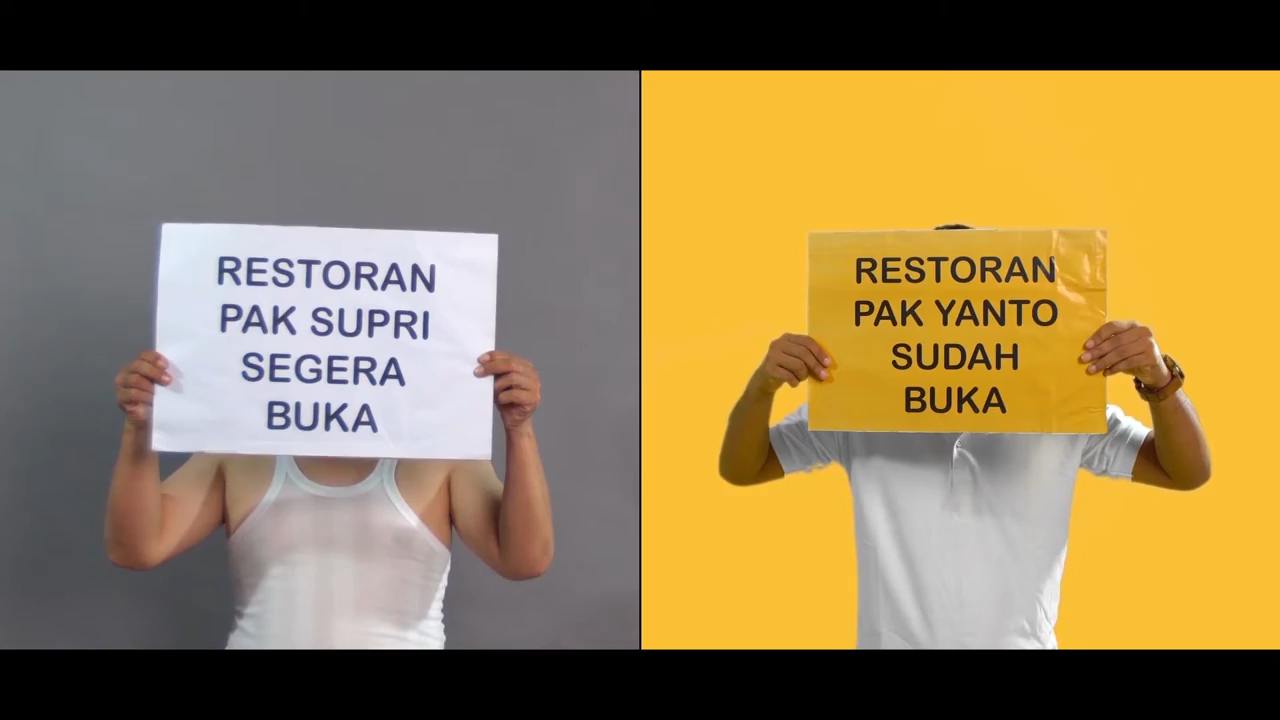 RESTORAN
PAK SUPRI
SEGERA
BUKA
RESTORAN
PAK YANTO
SUDAH
BUKA